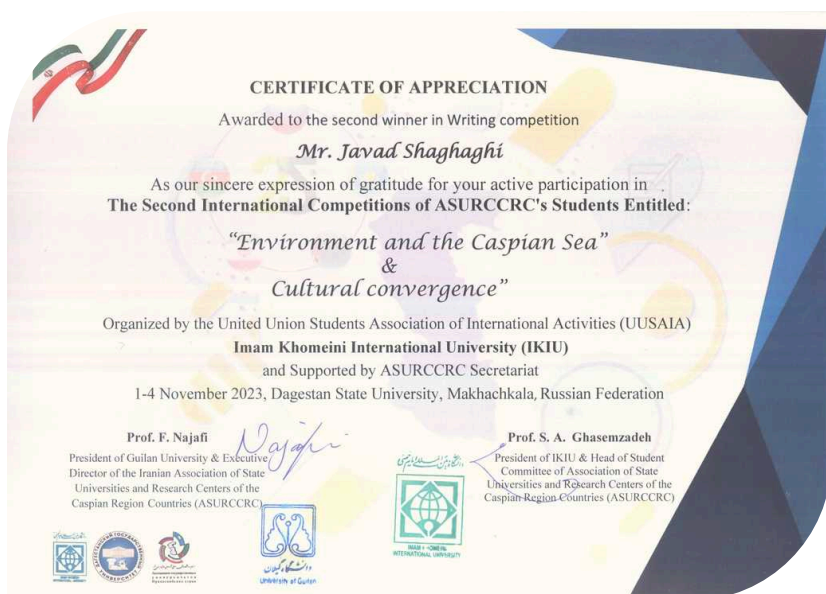 CERTIFICATE OF APPRECIATION
Awarded to the second winner in Writing competition
Mr. Javad Shaghaghi
As our sincere expression of gratitude for your active participation in
The Second International Competitions of ASURCCRC's Students Entitled:
“Environment and the Caspian Sea”
&
Cultural convergence”
Organized by the United Union Students Association of International Activities (UUSAIA)
Imam Khomeini International University (IKIU)
and Supported by ASURCCRC Secretariat
1-4 November 2023, Dagestan State University, Makhachkala, Russian Federation
Prof. F. Najafi
President of Guilan University & Executive
Director of the Iranian Association of State
Universities and Research Centers of the
Caspian Region Countries (ASURCCRC)
Najafi
Prof. S. A. Ghasemzadeh
President of IKIU & Head of Student
Committee of Association of State
Universities and Research Centers of the
Caspian Region Countries (ASURCCRC)
دانشگاه گیلان
University of Guilan
INTERNATIONAL UNIVERSITY